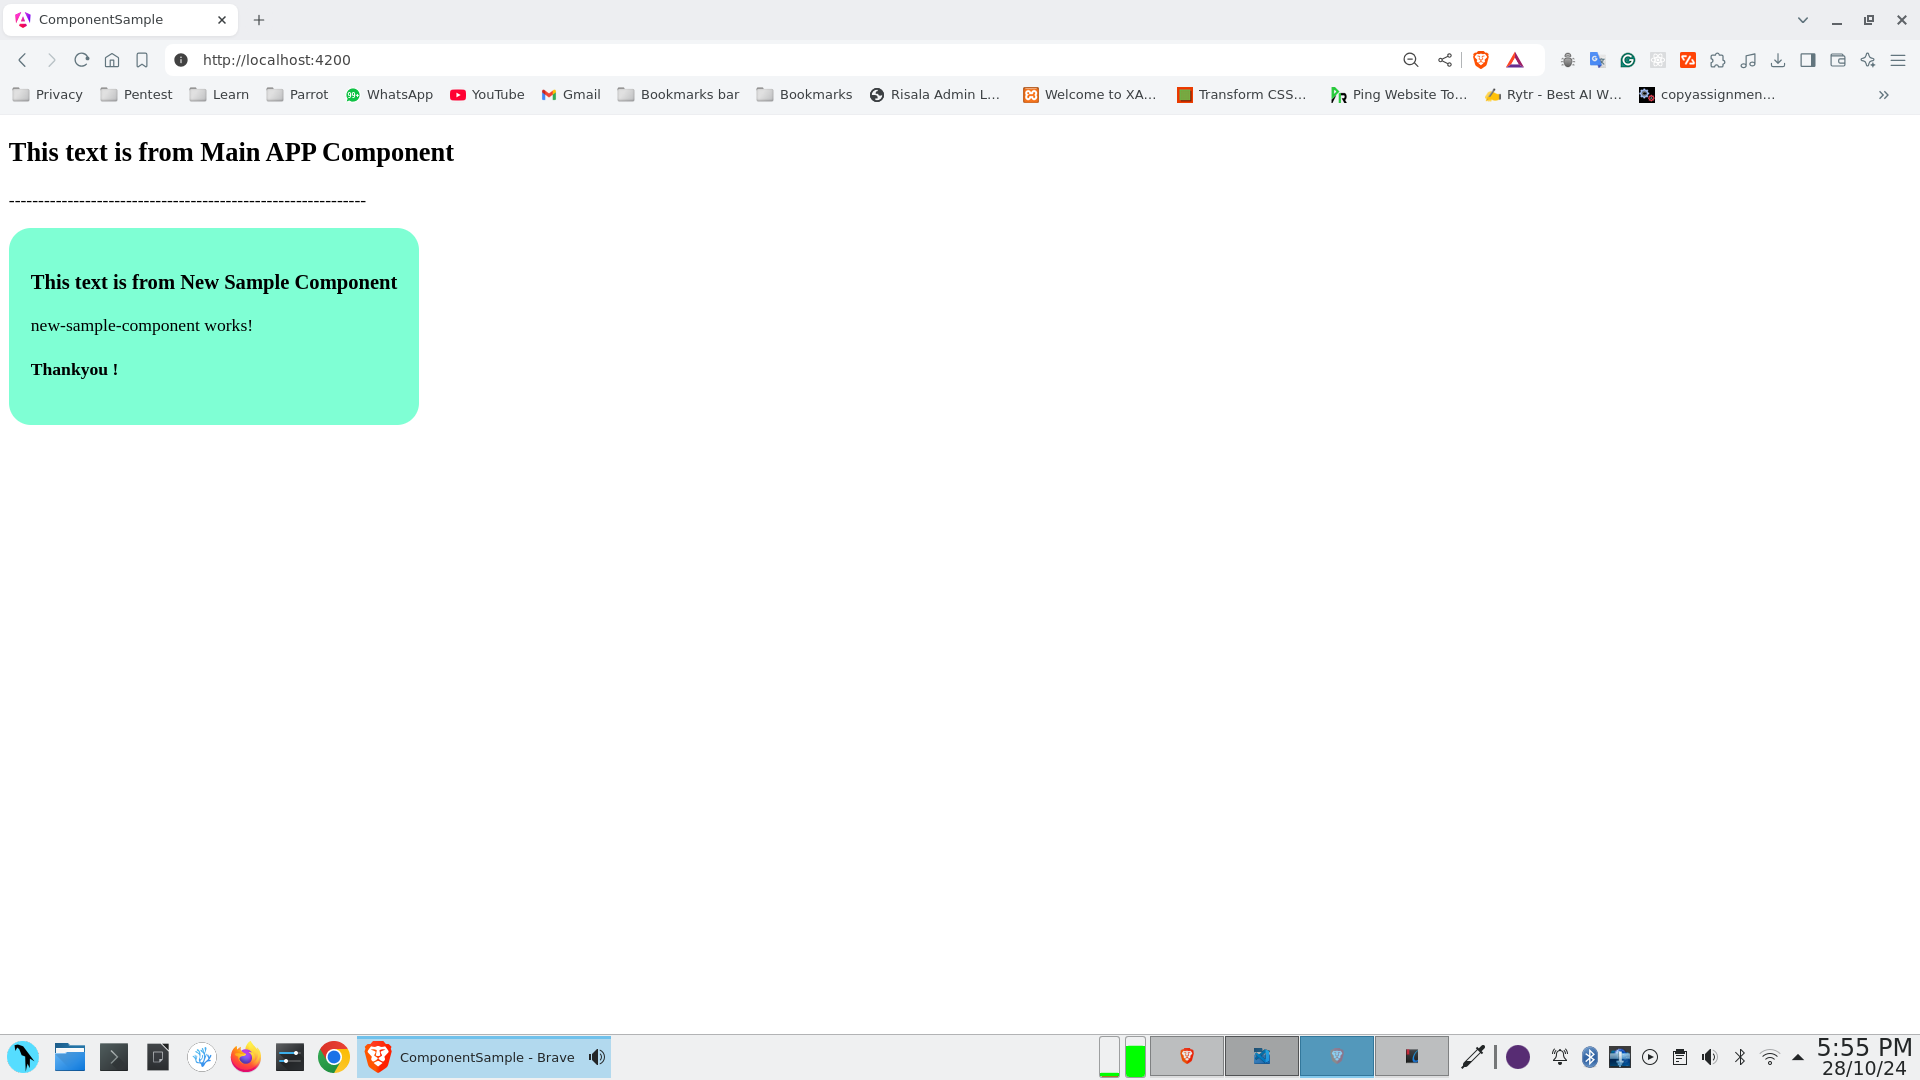 ComponentSample
http://localhost:4200
Privacy Pentest Learn Parrot WhatsApp YouTube Gmail Bookmarks bar Bookmarks Risala Admin L... Welcome to XA... Transform CSS... Ping Website To... Rytr - Best AI W... copyassignmen...
This text is from Main APP Component
-------------------------------------------------------------
This text is from New Sample Component
new-sample-component works!
Thankyou !
ComponentSample - Brave
5:55 PM
28/10/24